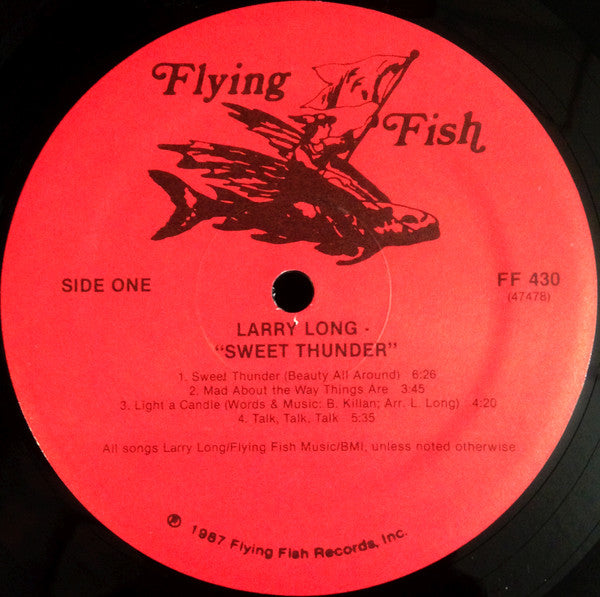 Flying
Fish
SIDE ONE
FF 430
(47478)
LARRY LONG -
"SWEET THUNDER"
1. Sweet Thunder (Beauty All Around) 6:26
2. Mad About the Way Things Are 3:45
3. Light a Candle (Words & Music: B. Killan; Arr. L. Long) 4:20
4. Talk, Talk, Talk 5:35
All songs Larry Long/Flying Fish Music/BMI, unless noted otherwise
℗ 1987 Flying Fish Records, Inc.